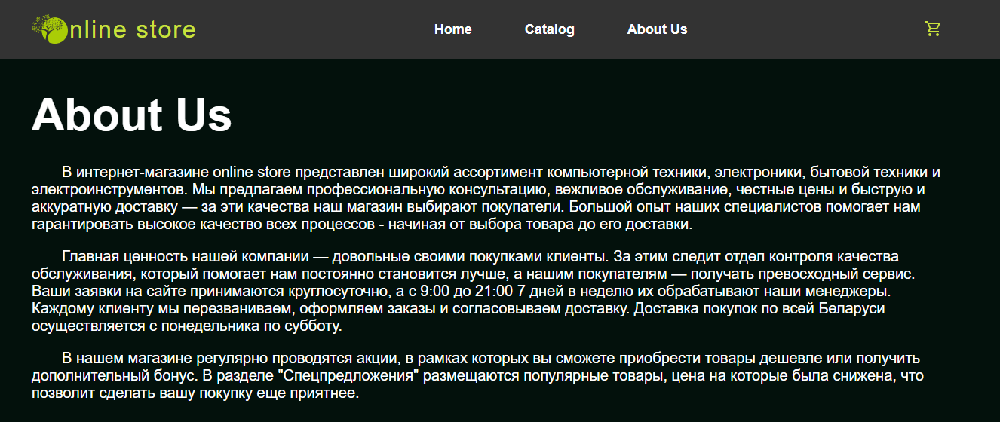 Online store
Home
Catalog
About Us
About Us
В интернет-магазине online store представлен широкий ассортимент компьютерной техники, электроники, бытовой техники и
электроинструментов. Мы предлагаем профессиональную консультацию, вежливое обслуживание, честные цены и быструю и
аккуратную доставку — за эти качества наш магазин выбирают покупатели. Большой опыт наших специалистов помогает нам
гарантировать высокое качество всех процессов - начиная от выбора товара до его доставки.
Главная ценность нашей компании — довольные своими покупками клиенты. За этим следит отдел контроля качества
обслуживания, который помогает нам постоянно становится лучше, а нашим покупателям — получать превосходный сервис.
Ваши заявки на сайте принимаются круглосуточно, а с 9:00 до 21:00 7 дней в неделю их обрабатывают наши менеджеры.
Каждому клиенту мы перезваниваем, оформляем заказы и согласовываем доставку. Доставка покупок по всей Беларуси
осуществляется с понедельника по субботу.
В нашем магазине регулярно проводятся акции, в рамках которых вы сможете приобрести товары дешевле или получить
дополнительный бонус. В разделе "Спецпредложения" размещаются популярные товары, цена на которые была снижена, что
позволит сделать вашу покупку еще приятнее.